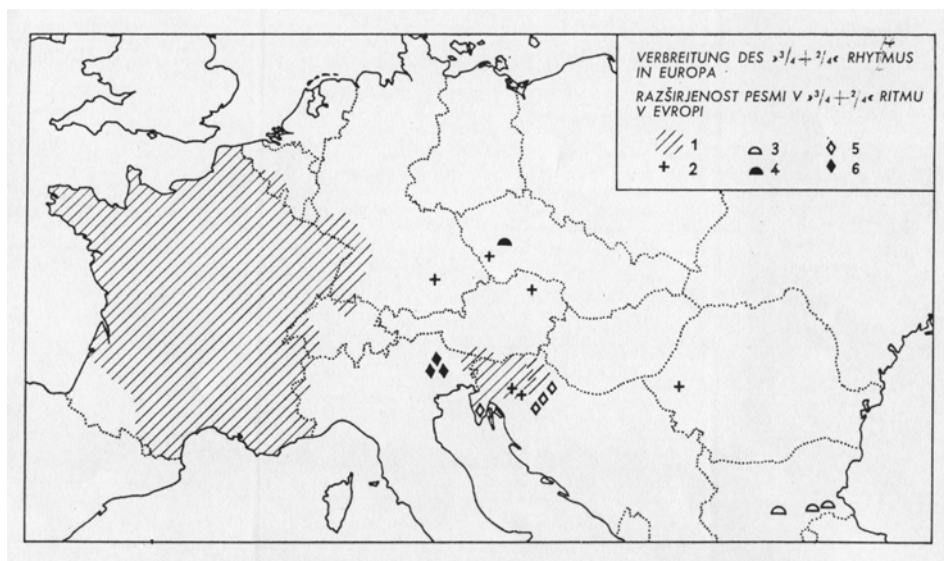 VERBREITUNG DES »3/4 + 2/4« RHYTMUS
IN EUROPA
RAZŠIRJENOST PESMI V »3/4 + 2/4« RITMU
V EVROPI
1 3 5
2 4 6